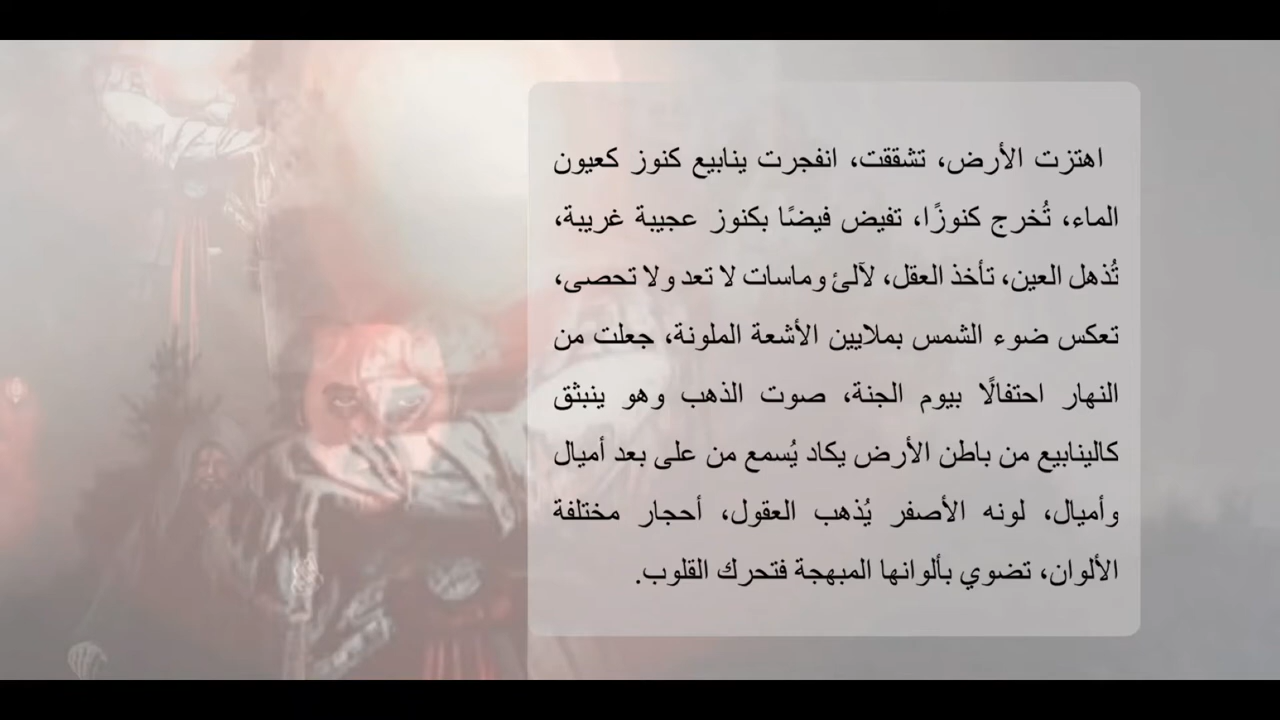 اهتزت الأرض، تشققت، انفجرت ينابيع كنوز كعيون
الماء، تُخرج كنوزًا، تفيض فيضًا بكنوز عجيبة غريبة،
تُذهل العين، تأخذ العقل، لآلئ وماسات لا تعد ولا تحصى،
تعكس ضوء الشمس بملايين الأشعة الملونة، جعلت من
النهار احتفالًا بيوم الجنة، صوت الذهب وهو ينبثق
كالينابيع من باطن الأرض يكاد يُسمع من على بعد أميال
وأميال، لونه الأصفر يُذهب العقول، أحجار مختلفة
الألوان، تضوي بألوانها المبهجة فتحرك القلوب.